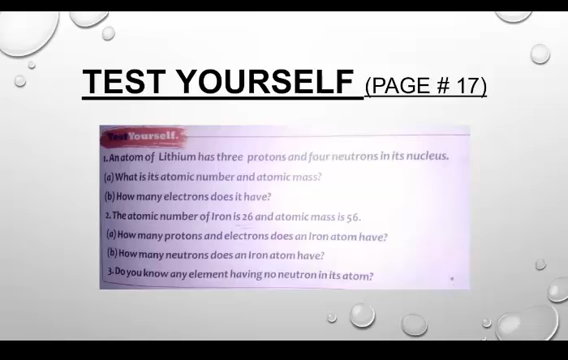 TEST YOURSELF (PAGE # 17)
Test Yourself.
1. An atom of Lithium has three protons and four neutrons in its nucleus.
(a) What is its atomic number and atomic mass?
(b) How many electrons does it have?
2. The atomic number of Iron is 26 and atomic mass is 56.
(a) How many protons and electrons does an Iron atom have?
(b) How many neutrons does an Iron atom have?
3. Do you know any element having no neutron in its atom?